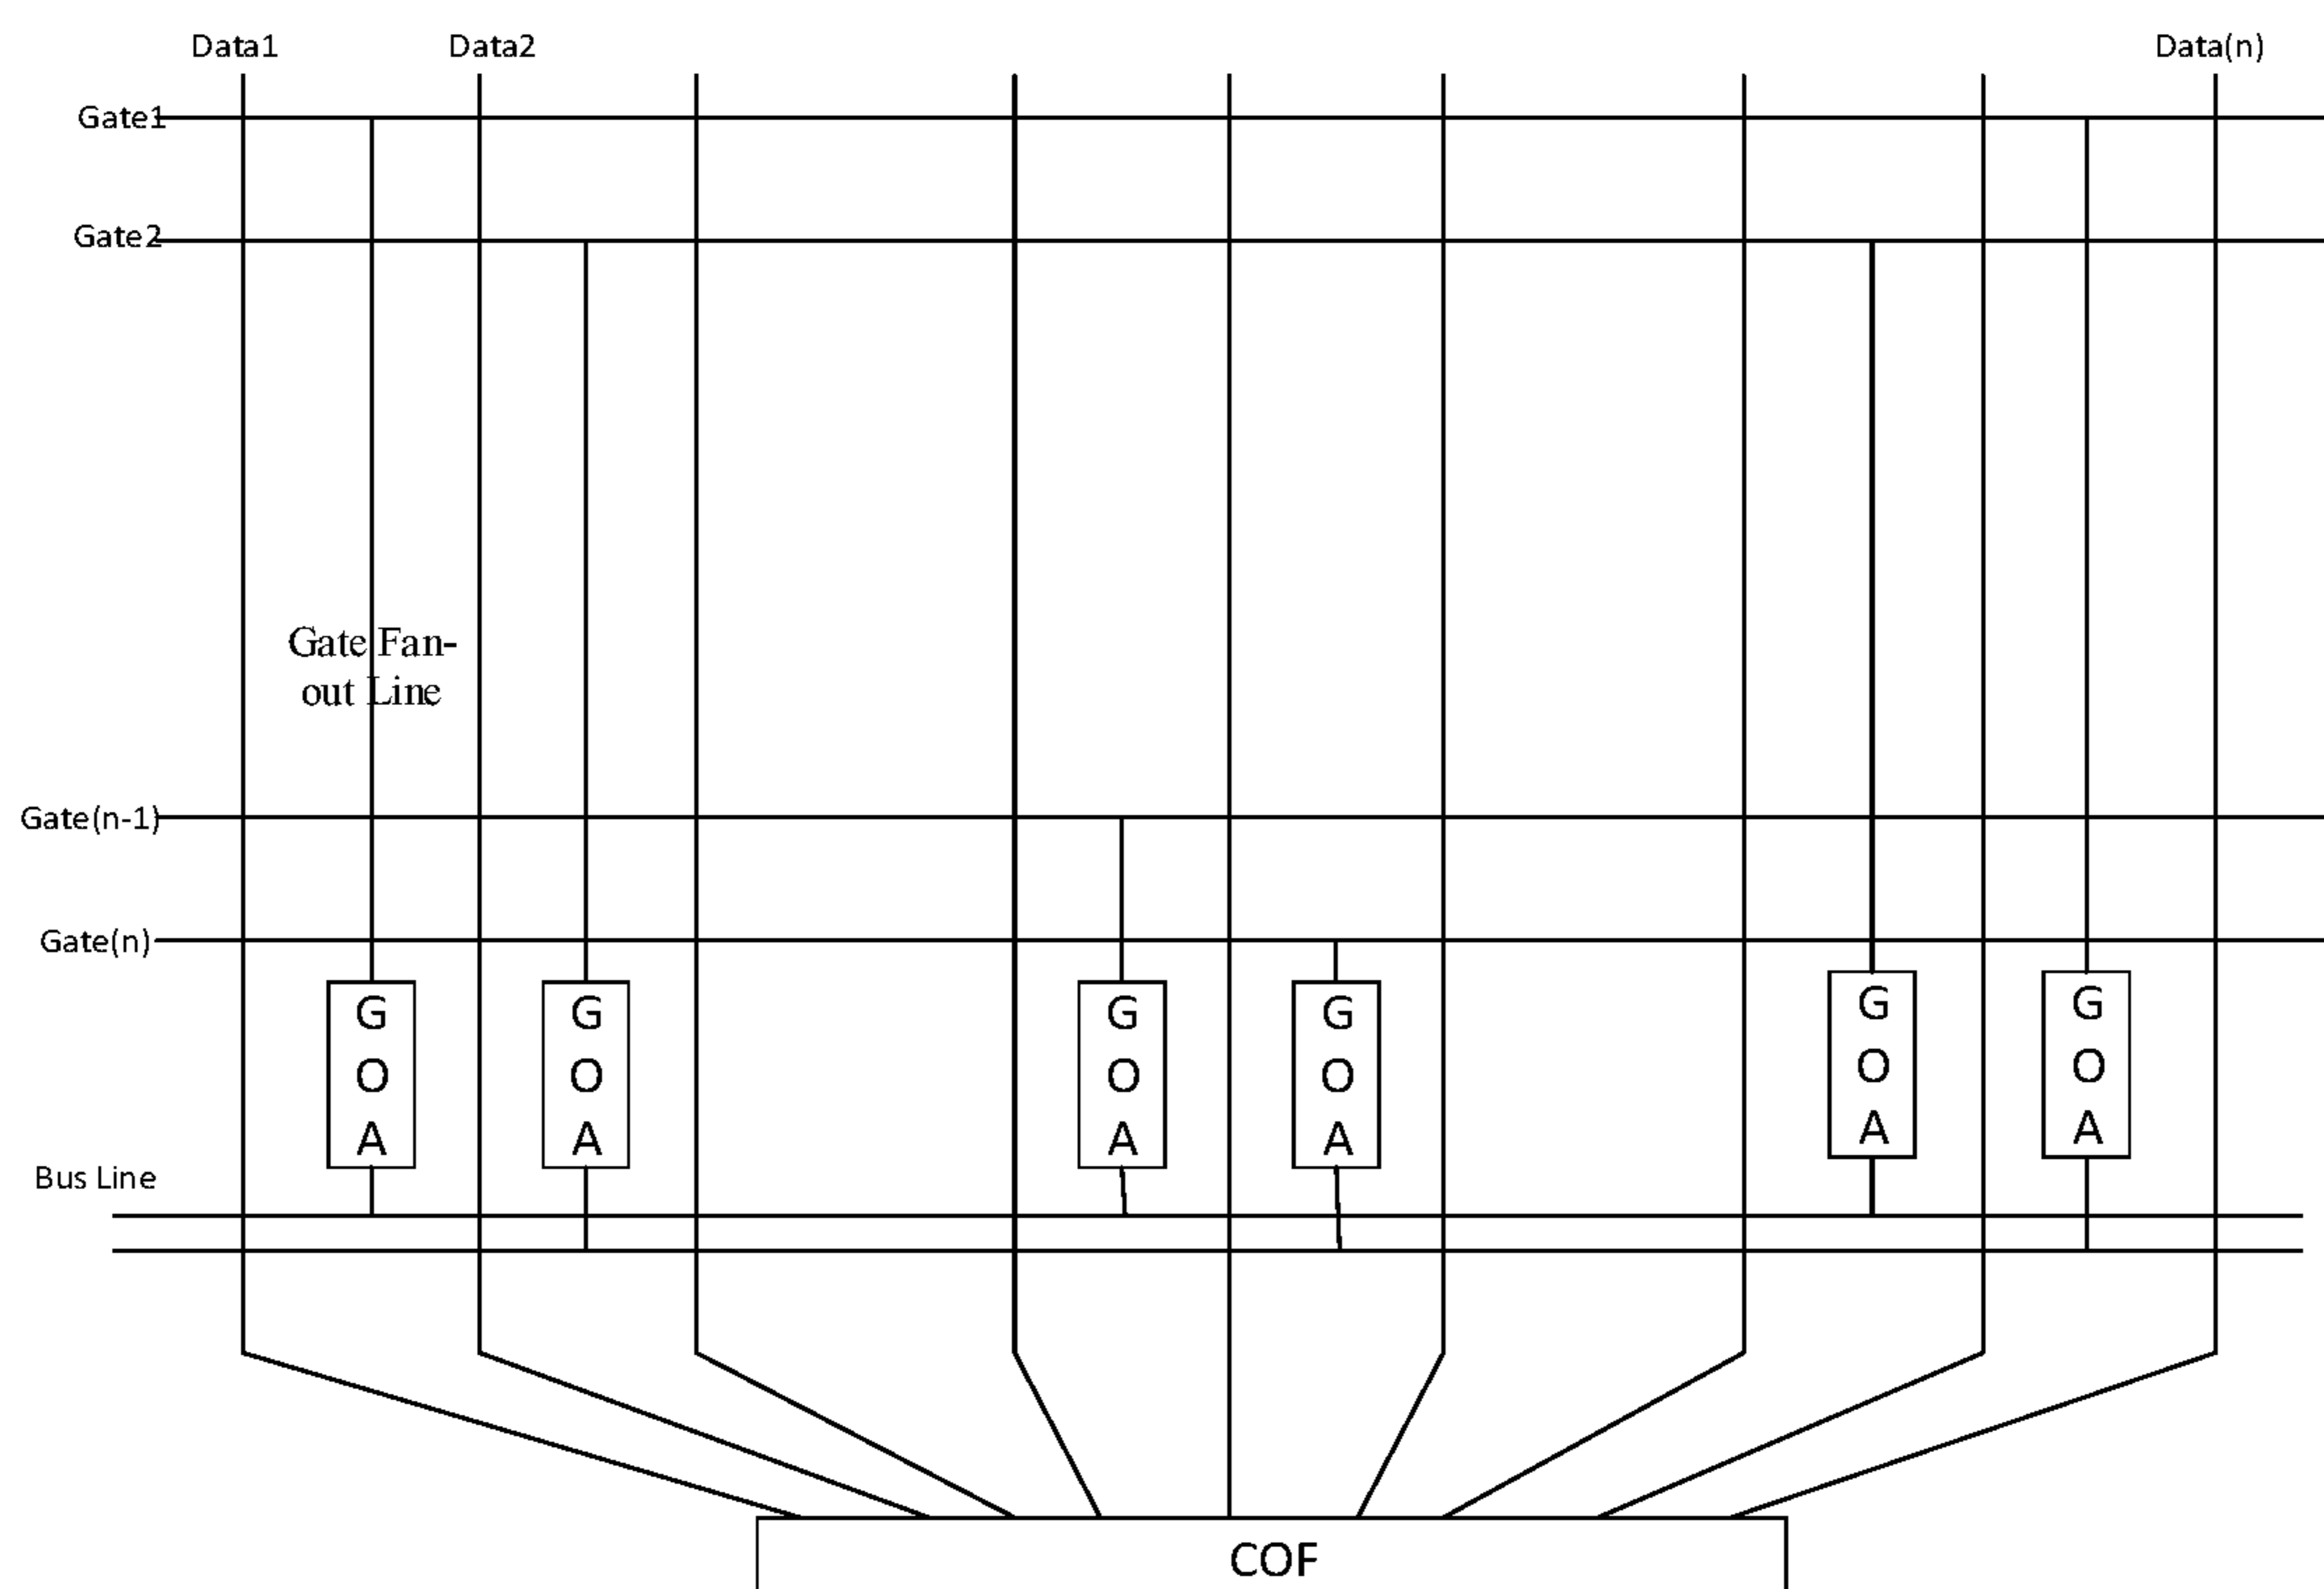 Data1
Data2
Data(n)
Gate1
Gate2
Gate Fan-
out Line
Gate(n-1)
Gate(n)
G
O
A
G
O
A
G
O
A
G
O
A
G
O
A
G
O
A
Bus Line
COF